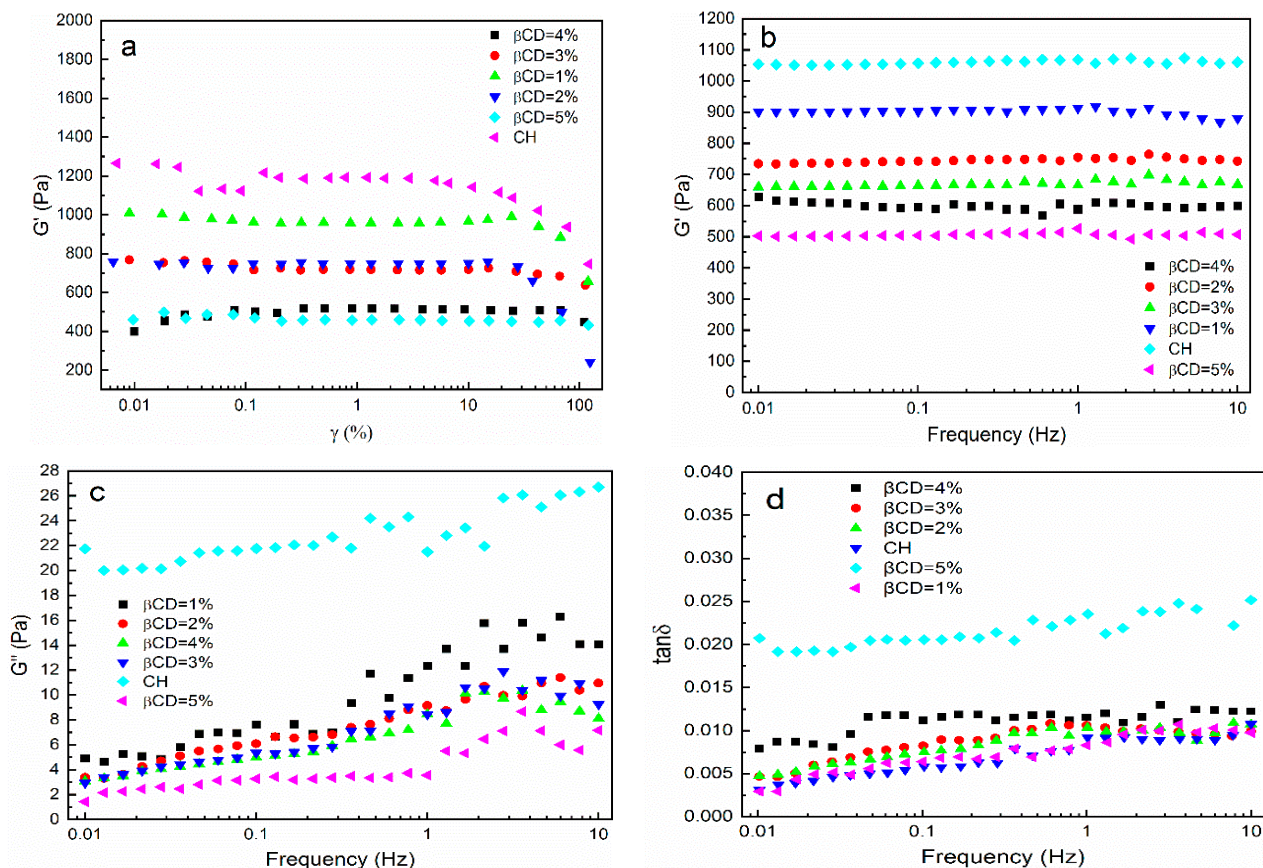 a
βCD=4%
βCD=3%
βCD=1%
βCD=2%
βCD=5%
CH
2000
1800
1600
1400
1200
1000
800
600
400
200
G' (Pa)
0.01
0.1
1
10
100
γ (%)
b
1200
1100
1000
900
800
700
600
500
400
300
200
100
0
G' (Pa)
βCD=4%
βCD=2%
βCD=3%
βCD=1%
CH
βCD=5%
0.01
0.1
1
10
Frequency (Hz)
c
28
26
24
22
20
18
16
14
12
10
8
6
4
2
0
G" (Pa)
βCD=1%
βCD=2%
βCD=4%
βCD=3%
CH
βCD=5%
0.01
0.1
1
10
Frequency (Hz)
d
0.040
0.035
0.030
0.025
0.020
0.015
0.010
0.005
0.000
tanδ
βCD=4%
βCD=3%
βCD=2%
CH
βCD=5%
βCD=1%
0.01
0.1
1
10
Frequency (Hz)